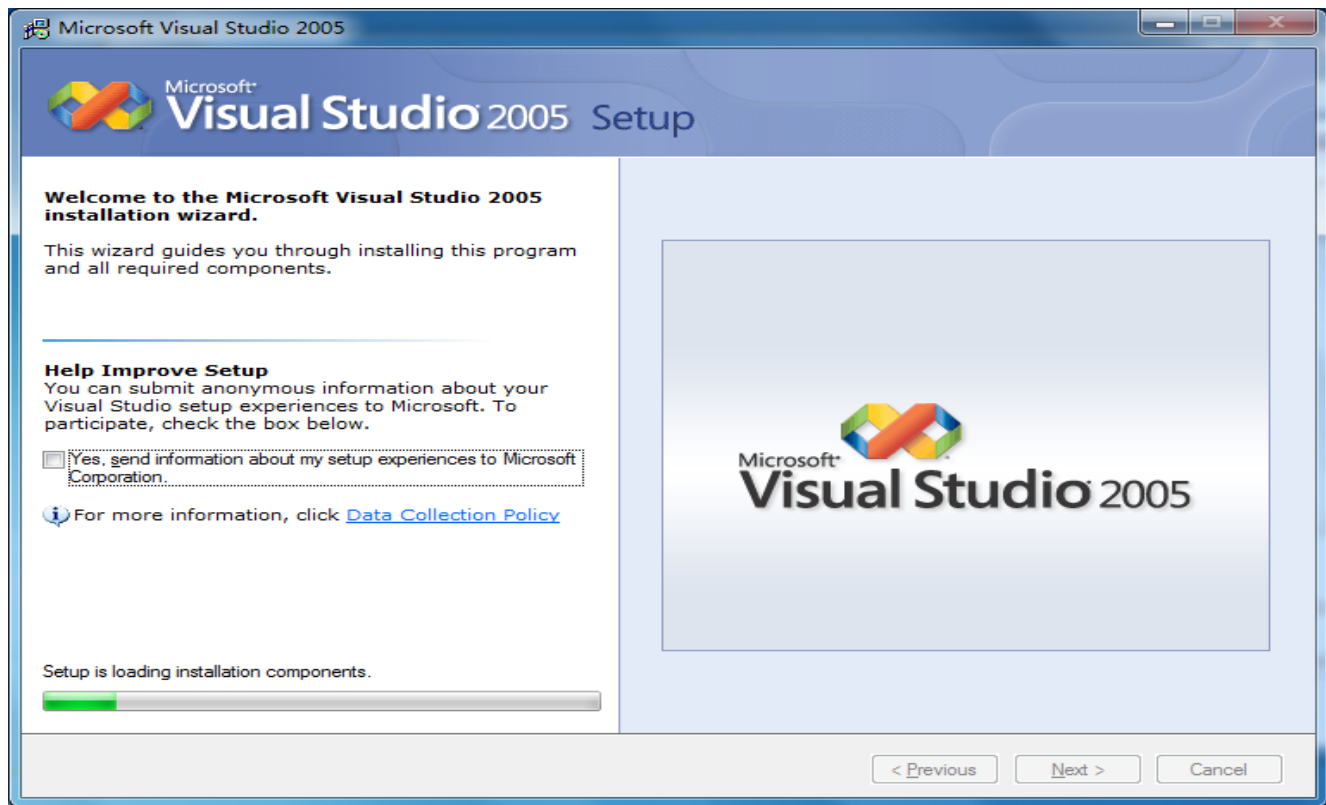 Microsoft Visual Studio 2005
Microsoft
Visual Studio 2005 Setup
Welcome to the Microsoft Visual Studio 2005
installation wizard.
This wizard guides you through installing this program
and all required components.
Help Improve Setup
You can submit anonymous information about your
Visual Studio setup experiences to Microsoft. To
participate, check the box below.
Yes, send information about my setup experiences to Microsoft
Corporation.
For more information, click Data Collection Policy
Setup is loading installation components.
Microsoft
Visual Studio 2005
< Previous
Next >
Cancel